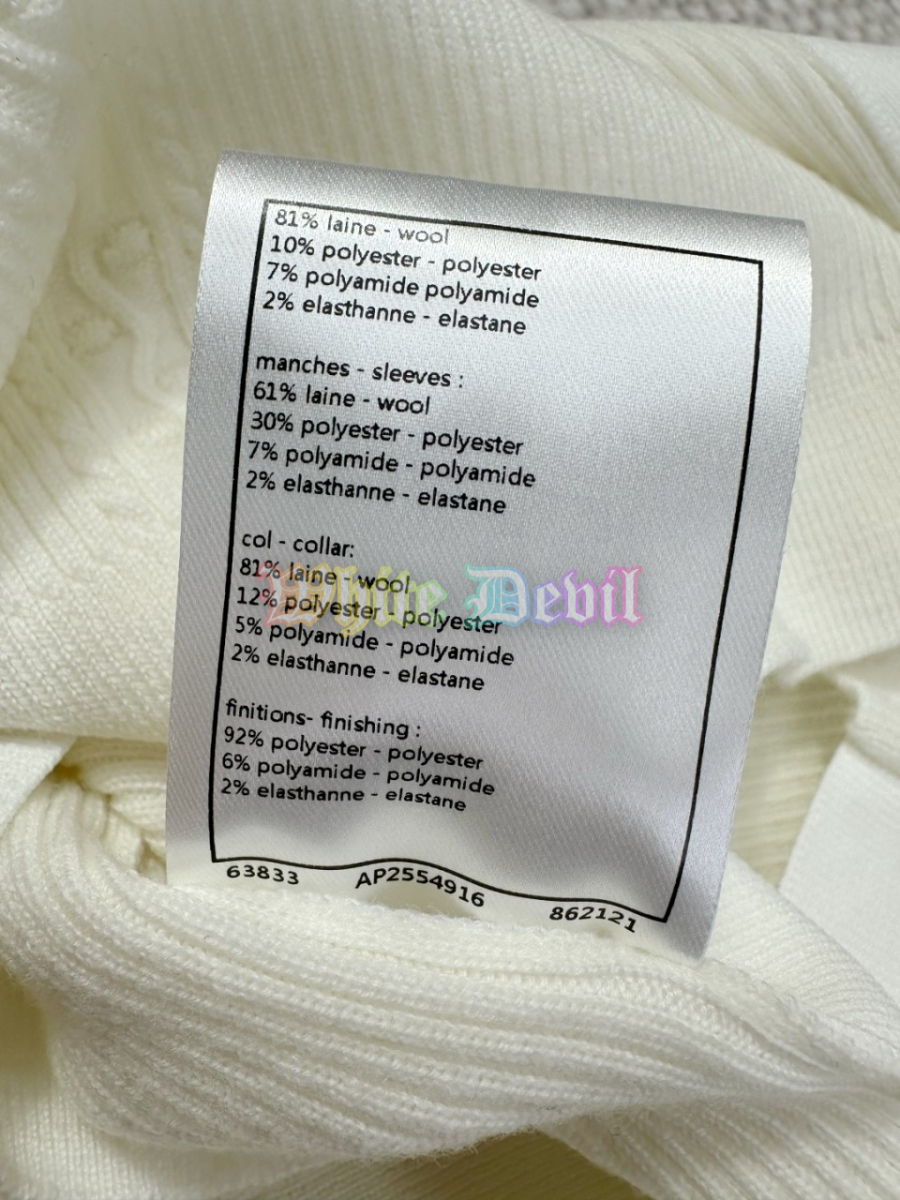 81% laine - wool
10% polyester - polyester
7% polyamide polyamide
2% elasthanne - elastane
manches - sleeves :
61% laine - wool
30% polyester - polyester
7% polyamide - polyamide
2% elasthanne - elastane
col - collar:
81% laine - wool
White Devil
12% polyester - polyester
5% polyamide - polyamide
2% elasthanne - elastane
finitions- finishing :
92% polyester - polyester
6% polyamide - polyamide
2% elasthanne - elastane
63833 AP2554916 862121